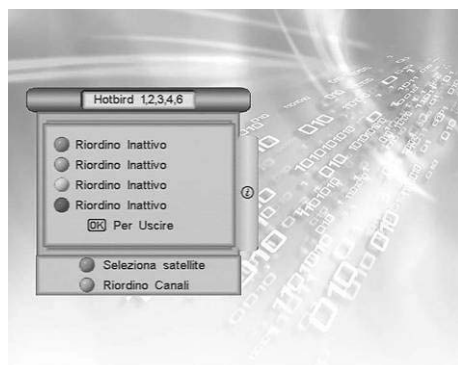 Hotbird 1,2,3,4,6
Riordino Inattivo
Riordino Inattivo
Riordino Inattivo
Riordino Inattivo
OK Per Uscire
i
Seleziona satellite
Riordino Canali